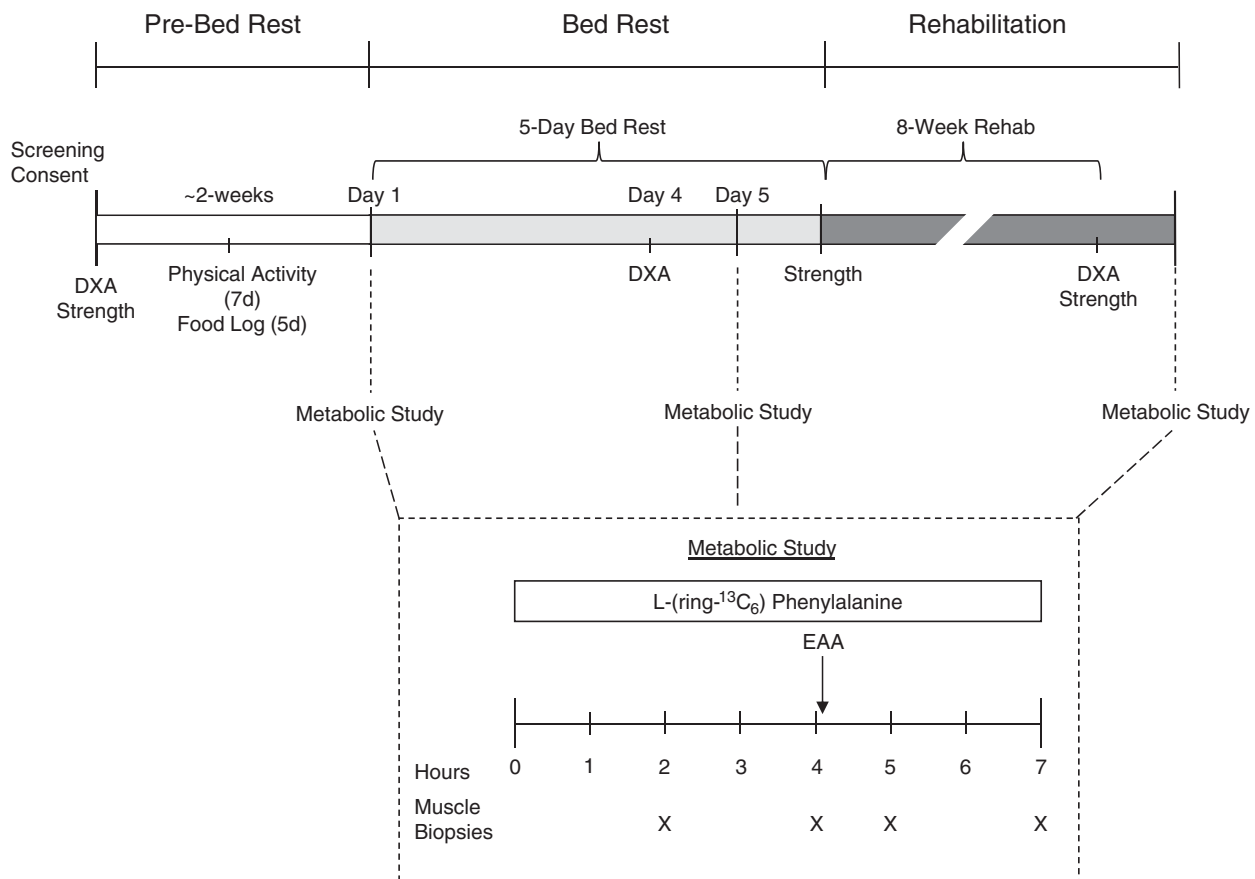 Pre-Bed Rest
Bed Rest
Rehabilitation
5-Day Bed Rest
8-Week Rehab
Screening
Consent
~2-weeks
Day 1
Day 4
Day 5
DXA
Strength
Physical Activity
(7d)
Food Log (5d)
DXA
Strength
DXA
Strength
Metabolic Study
Metabolic Study
Metabolic Study
Metabolic Study
L-(ring-¹³C₆) Phenylalanine
EAA
Hours 0 1 2 3 4 5 6 7
Muscle
Biopsies X X X X